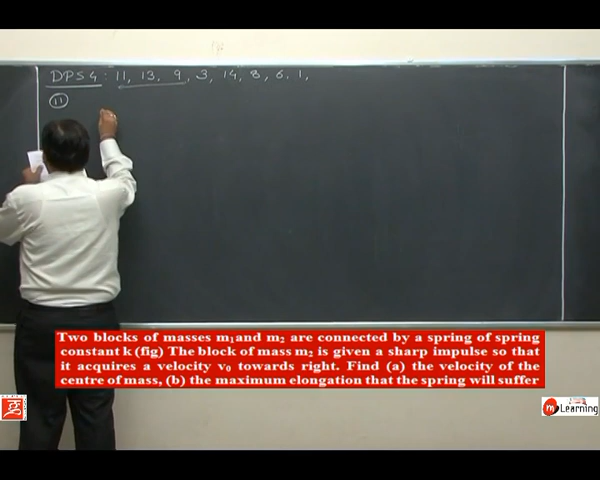 DPS 4 : 11, 13, 9, 3, 14, 8, 6, 1,
11
Two blocks of masses m₁and m₂ are connected by a spring of spring
constant k (fig) The block of mass m₂ is given a sharp impulse so that
it acquires a velocity v₀ towards right. Find (a) the velocity of the
centre of mass, (b) the maximum elongation that the spring will suffer
Learning